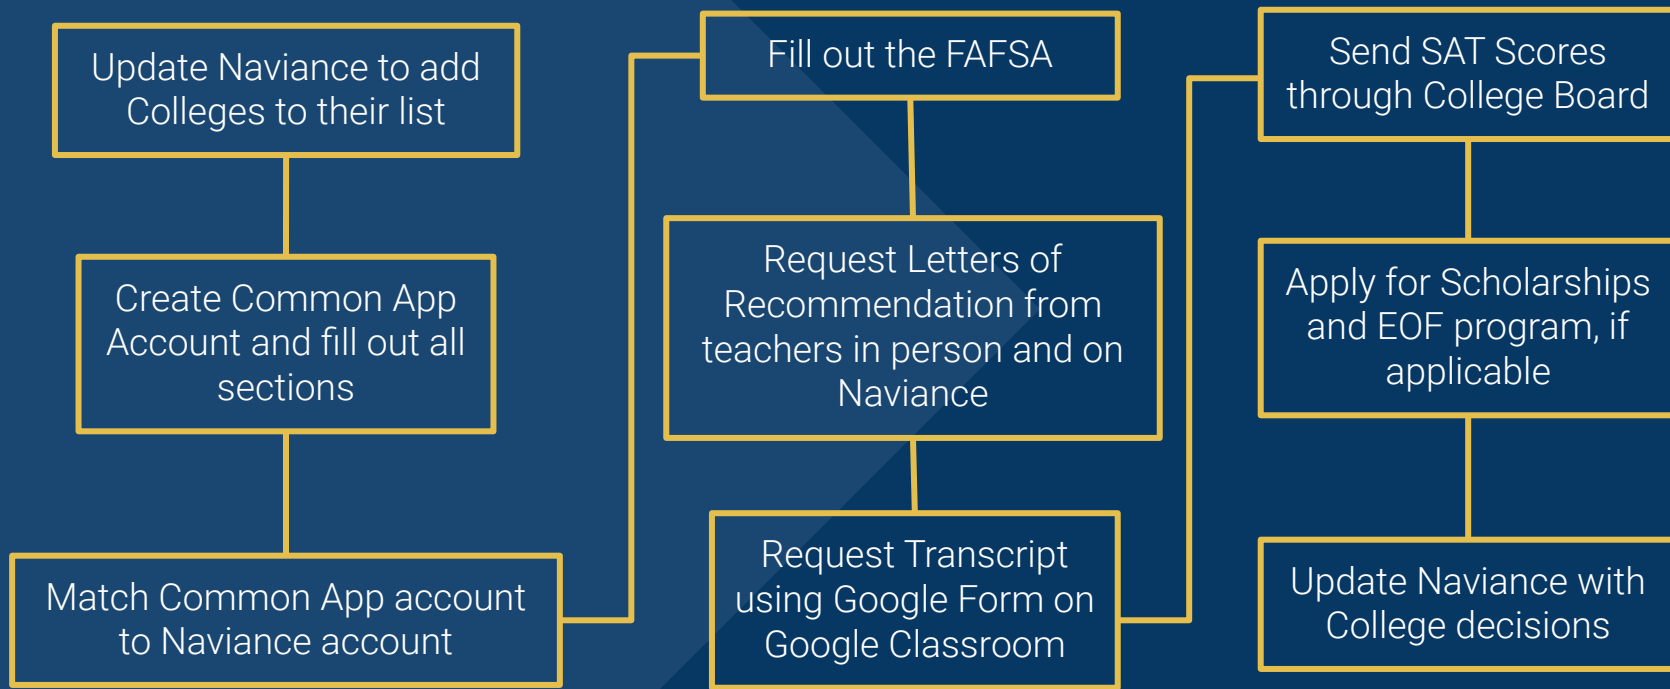 Update Naviance to add
Colleges to their list
Create Common App
Account and fill out all
sections
Match Common App account
to Naviance account
Fill out the FAFSA
Request Letters of
Recommendation from
teachers in person and on
Naviance
Request Transcript
using Google Form on
Google Classroom
Send SAT Scores
through College Board
Apply for Scholarships
and EOF program, if
applicable
Update Naviance with
College decisions